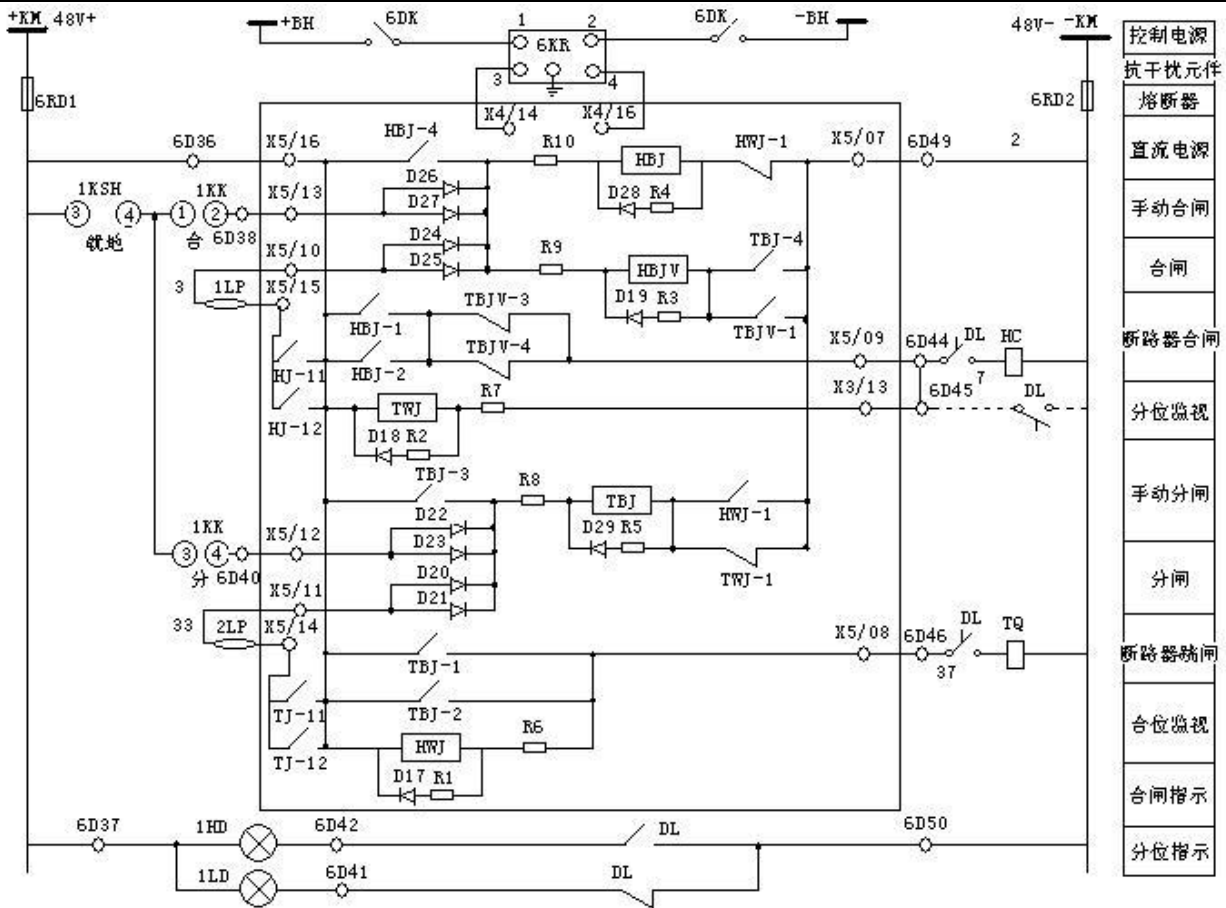 +KM 48V+
+BH
6DK
1
2
6KR
3
4
6DK
-BH
48V- -KM
控制电源
抗干扰元件
熔断器
直流电源
手动合闸
合闸
断路器合闸
分位监视
手动分闸
分闸
断路器跳闸
合位监视
合闸指示
分位指示
6RD1
X4/14
X4/16
6RD2
6D36
X5/16
HBJ-4
R10
HBJ
HWJ-1
X5/07
6D49
2
D28 R4
1KSH
3
4
就地
1KK
1
2
合 6D38
X5/13
D26
D27
X5/10
D24
D25
R9
HBJV
TBJ-4
D19 R3
TBJV-1
3
1LP
X5/15
HBJ-1
TBJV-3
HJ-11
HBJ-2
TBJV-4
X5/09
6D44
DL
7
HC
HJ-12
TWJ
R7
X3/13
6D45
DL
D18 R2
TBJ-3
R8
TBJ
HWJ-1
D29 R5
TWJ-1
1KK
3
4
分 6D40
X5/12
D22
D23
X5/11
D20
D21
33
2LP
X5/14
TBJ-1
X5/08
6D46
DL
37
TQ
TJ-11
TBJ-2
TJ-12
HWJ
R6
D17 R1
6D37
1HD
6D42
DL
6D50
1LD
6D41
DL